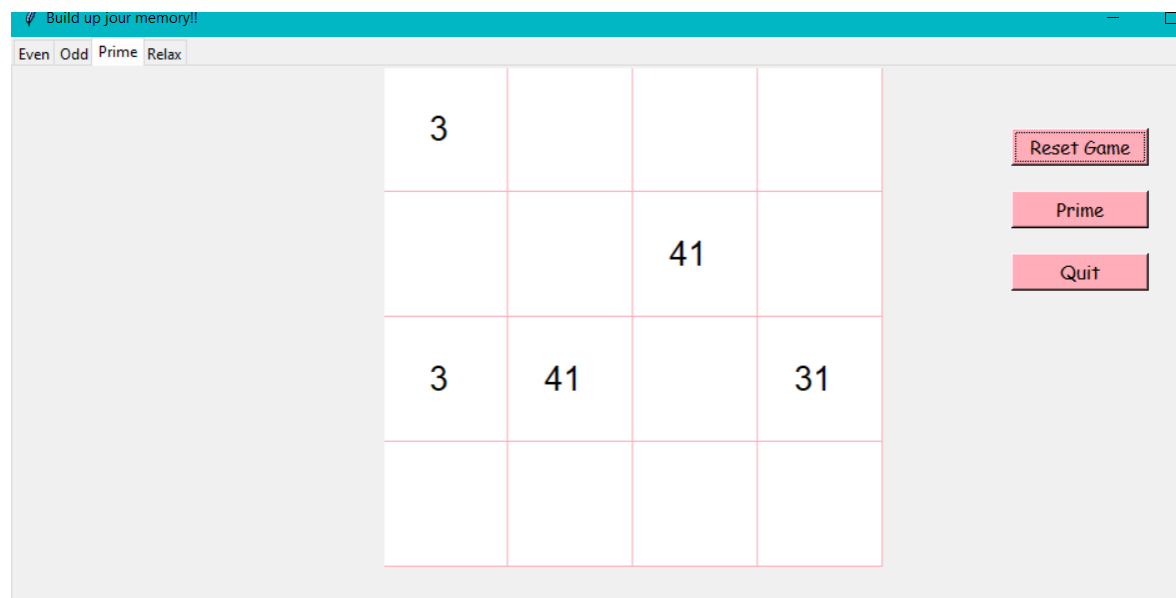 Build up jour memory!!
Even Odd Prime Relax
3
Reset Game
Prime
41
Quit
3 41 31